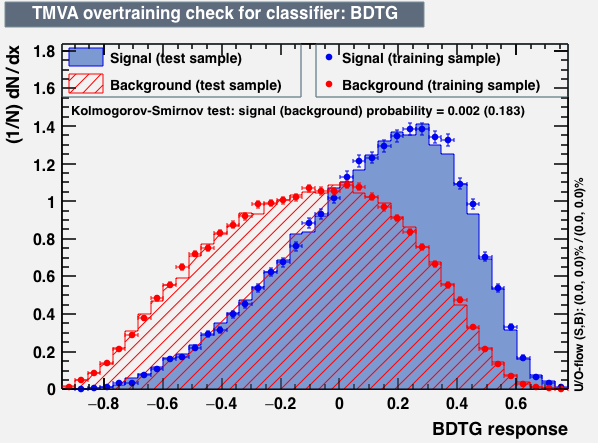 TMVA overtraining check for classifier: BDTG
(1/N) dN / dx
1.8
1.6
1.4
1.2
1
0.8
0.6
0.4
0.2
0
Signal (test sample)
Background (test sample)
Signal (training sample)
Background (training sample)
Kolmogorov-Smirnov test: signal (background) probability = 0.002 (0.183)
−0.8 −0.6 −0.4 −0.2 0 0.2 0.4 0.6
BDTG response
U/O-flow (S,B): (0.0, 0.0)% / (0.0, 0.0)%